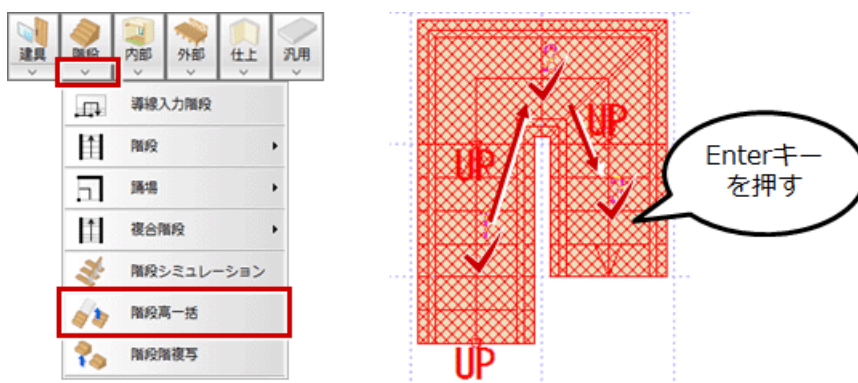 建具
階段
内部
外部
仕上
汎用
導線入力階段
階段
踊場
複合階段
階段シミュレーション
階段高一括
階段階複写
UP
UP
UP
Enterキー
を押す